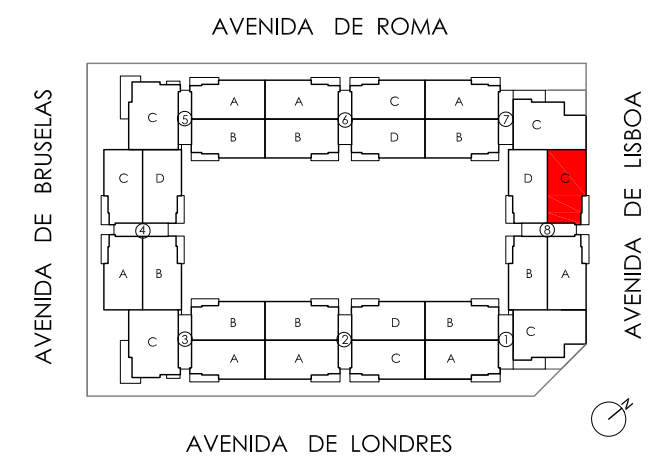 AVENIDA DE ROMA
AVENIDA DE BRUSELAS
AVENIDA DE LISBOA
A A C A
C 5 6 7 C
B B D B
C D D C
4 8
A B B A
B B D B
C 3 2 1 C
A A C A
N
AVENIDA DE LONDRES